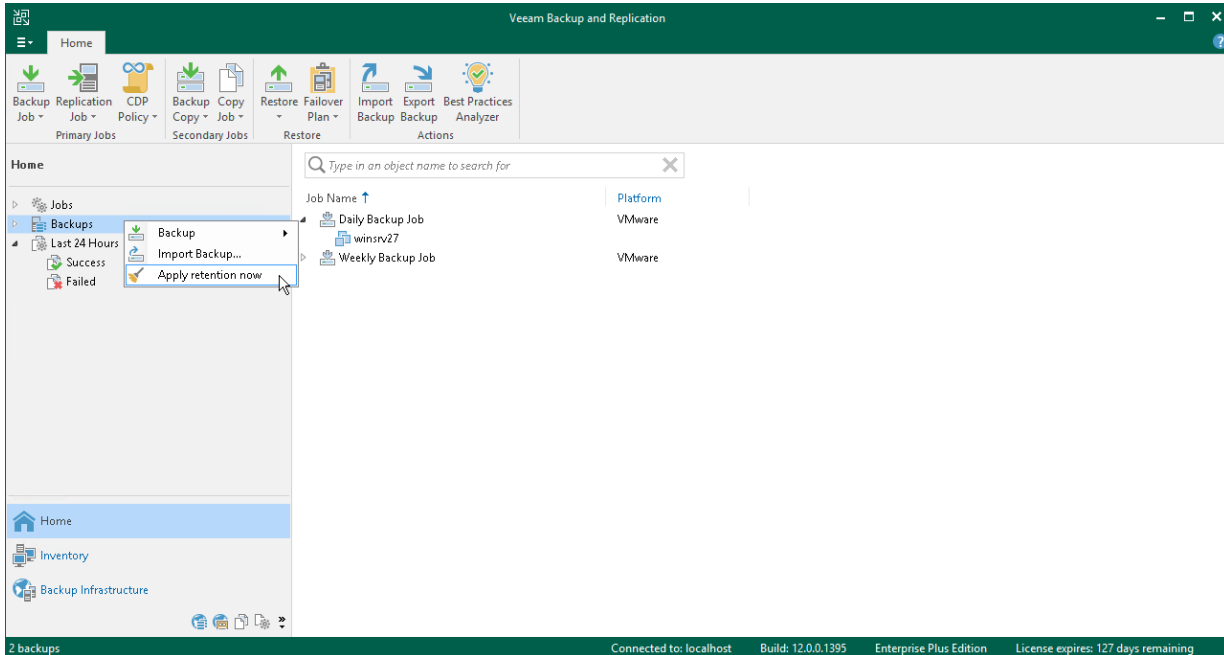 Veeam Backup and Replication
Home
Backup Replication CDP Backup Copy Restore Failover Import Export Best Practices
Job Job Policy Copy Job Plan Backup Backup Analyzer
Primary Jobs Secondary Jobs Restore Actions
Home
Type in an object name to search for
Jobs
Backups
Last 24 Hours
Success
Failed
Backup
Import Backup...
Apply retention now
Job Name Platform
Daily Backup Job VMware
winsrv27
Weekly Backup Job VMware
Home
Inventory
Backup Infrastructure
2 backups Connected to: localhost Build: 12.0.0.1395 Enterprise Plus Edition License expires: 127 days remaining